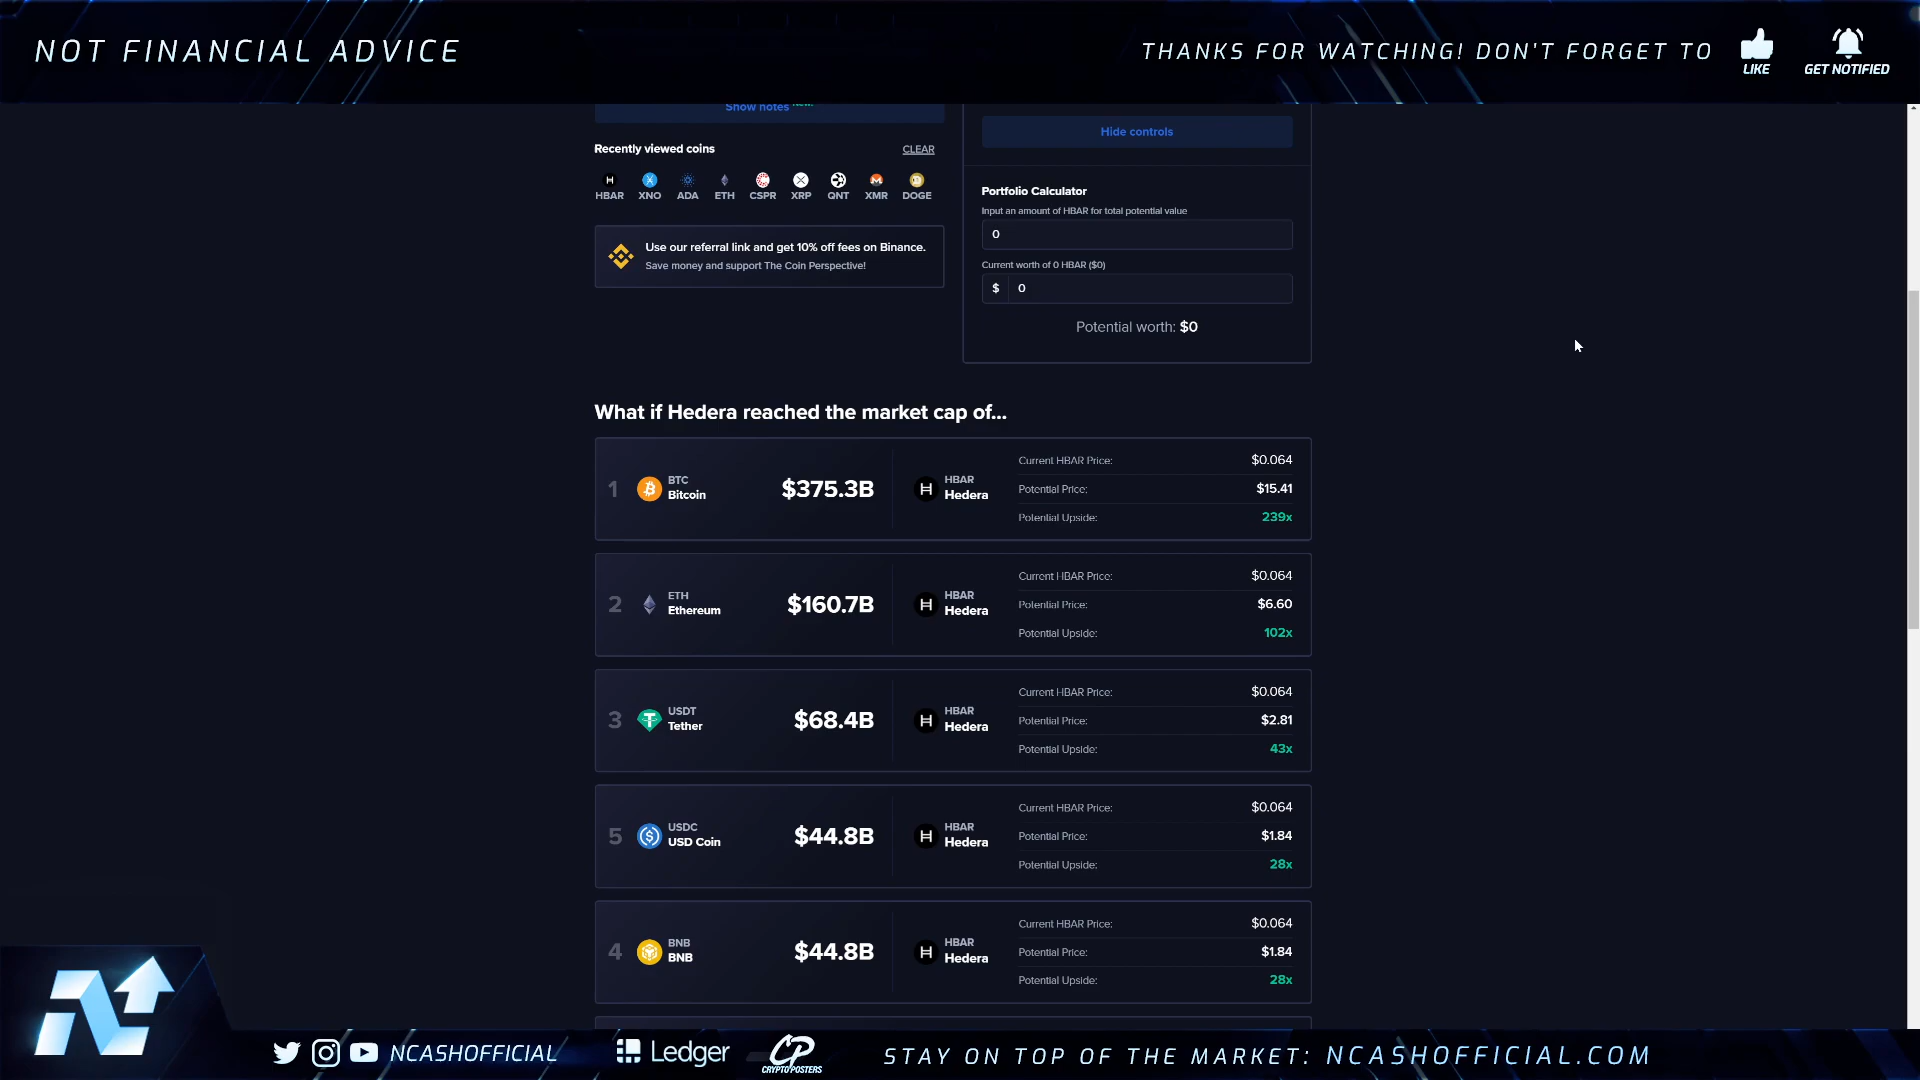 NOT FINANCIAL ADVICE
THANKS FOR WATCHING! DON'T FORGET TO
LIKE
GET NOTIFIED
Show notes New!
Recently viewed coins
CLEAR
HBAR XNO ADA ETH CSPR XRP QNT XMR DOGE
Use our referral link and get 10% off fees on Binance.
Save money and support The Coin Perspective!
Hide controls
Portfolio Calculator
Input an amount of HBAR for total potential value
0
Current worth of 0 HBAR ($0)
$ 0
Potential worth: $0
What if Hedera reached the market cap of...
1
BTC
Bitcoin
$375.3B
HBAR
Hedera
Current HBAR Price: $0.064
Potential Price: $15.41
Potential Upside: 239x
2
ETH
Ethereum
$160.7B
HBAR
Hedera
Current HBAR Price: $0.064
Potential Price: $6.60
Potential Upside: 102x
3
USDT
Tether
$68.4B
HBAR
Hedera
Current HBAR Price: $0.064
Potential Price: $2.81
Potential Upside: 43x
5
USDC
USD Coin
$44.8B
HBAR
Hedera
Current HBAR Price: $0.064
Potential Price: $1.84
Potential Upside: 28x
4
BNB
BNB
$44.8B
HBAR
Hedera
Current HBAR Price: $0.064
Potential Price: $1.84
Potential Upside: 28x
NCASHOFFICIAL
Ledger
CP
CRYPTOPOSTERS
STAY ON TOP OF THE MARKET: NCASHOFFICIAL.COM